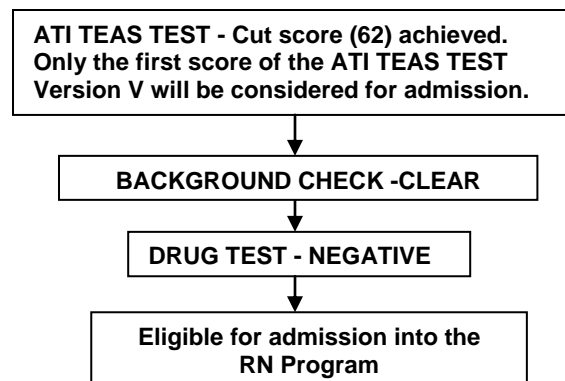 ATI TEAS TEST - Cut score (62) achieved.
Only the first score of the ATI TEAS TEST
Version V will be considered for admission.
BACKGROUND CHECK -CLEAR
DRUG TEST - NEGATIVE
Eligible for admission into the
RN Program